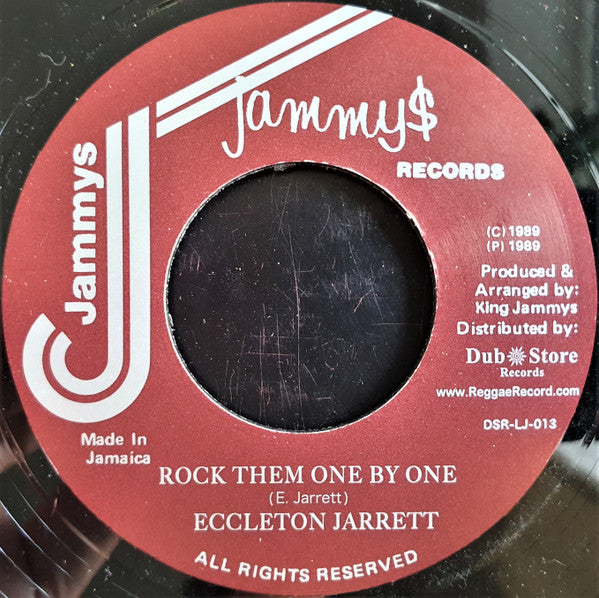 Jammys
jammy$
RECORDS
(C) 1989
(P) 1989
Produced &
Arranged by:
King Jammys
Distributed by:
Dub Store
Records
www.ReggaeRecord.com
DSR-LJ-013
Made In
Jamaica
ROCK THEM ONE BY ONE
(E. Jarrett)
ECCLETON JARRETT
ALL RIGHTS RESERVED